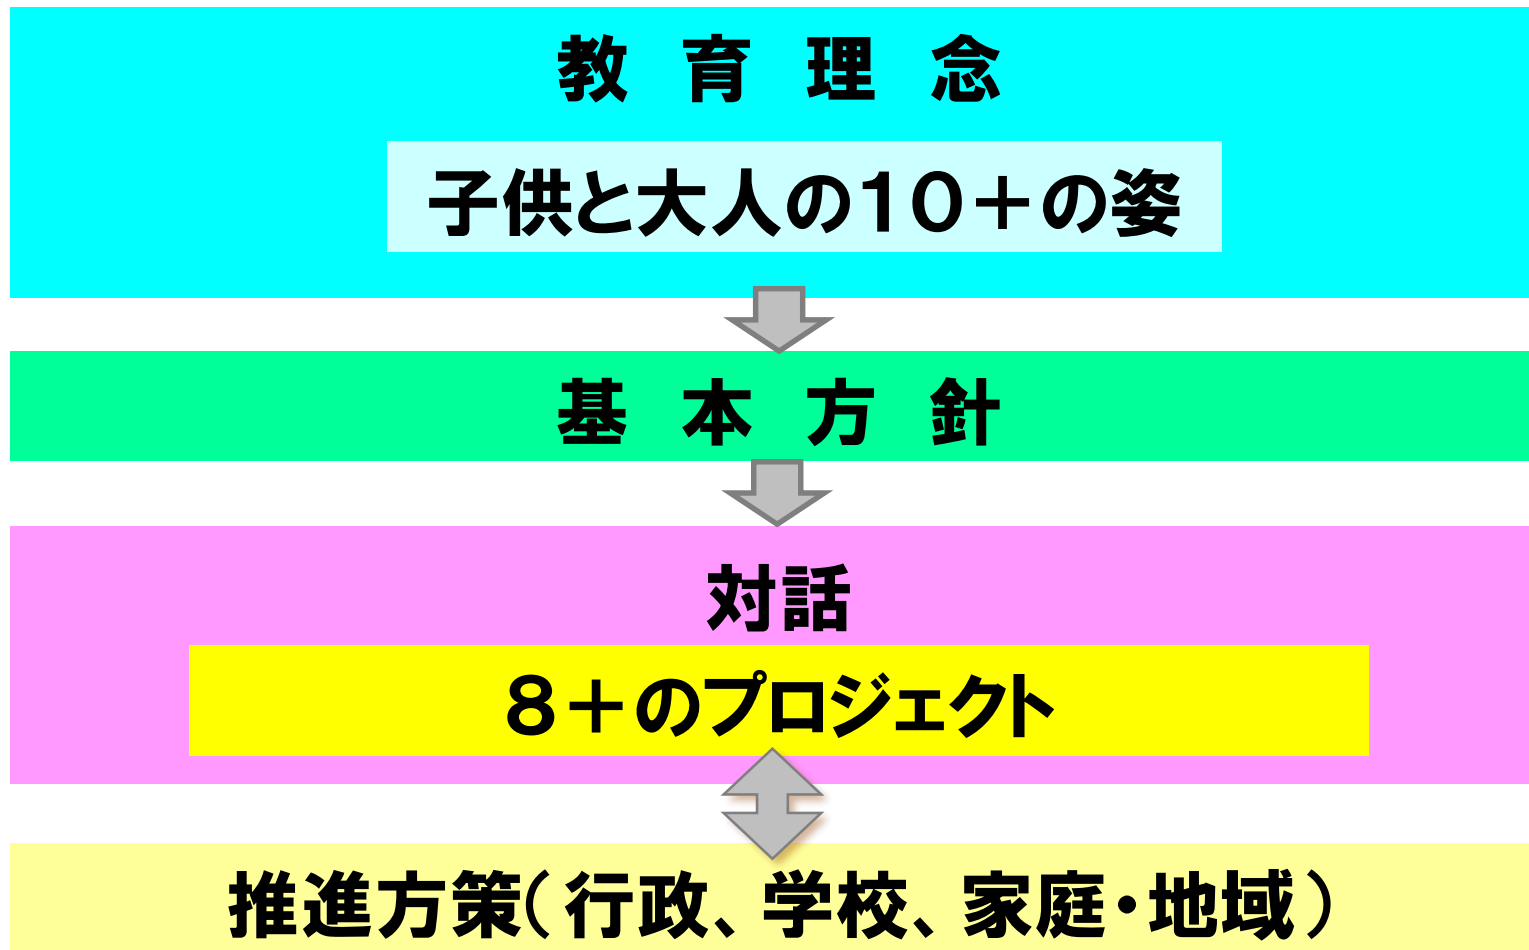 教 育 理 念
子供と大人の１０＋の姿
基 本 方 針
対話
８＋のプロジェクト
推進方策（行政、学校、家庭・地域）